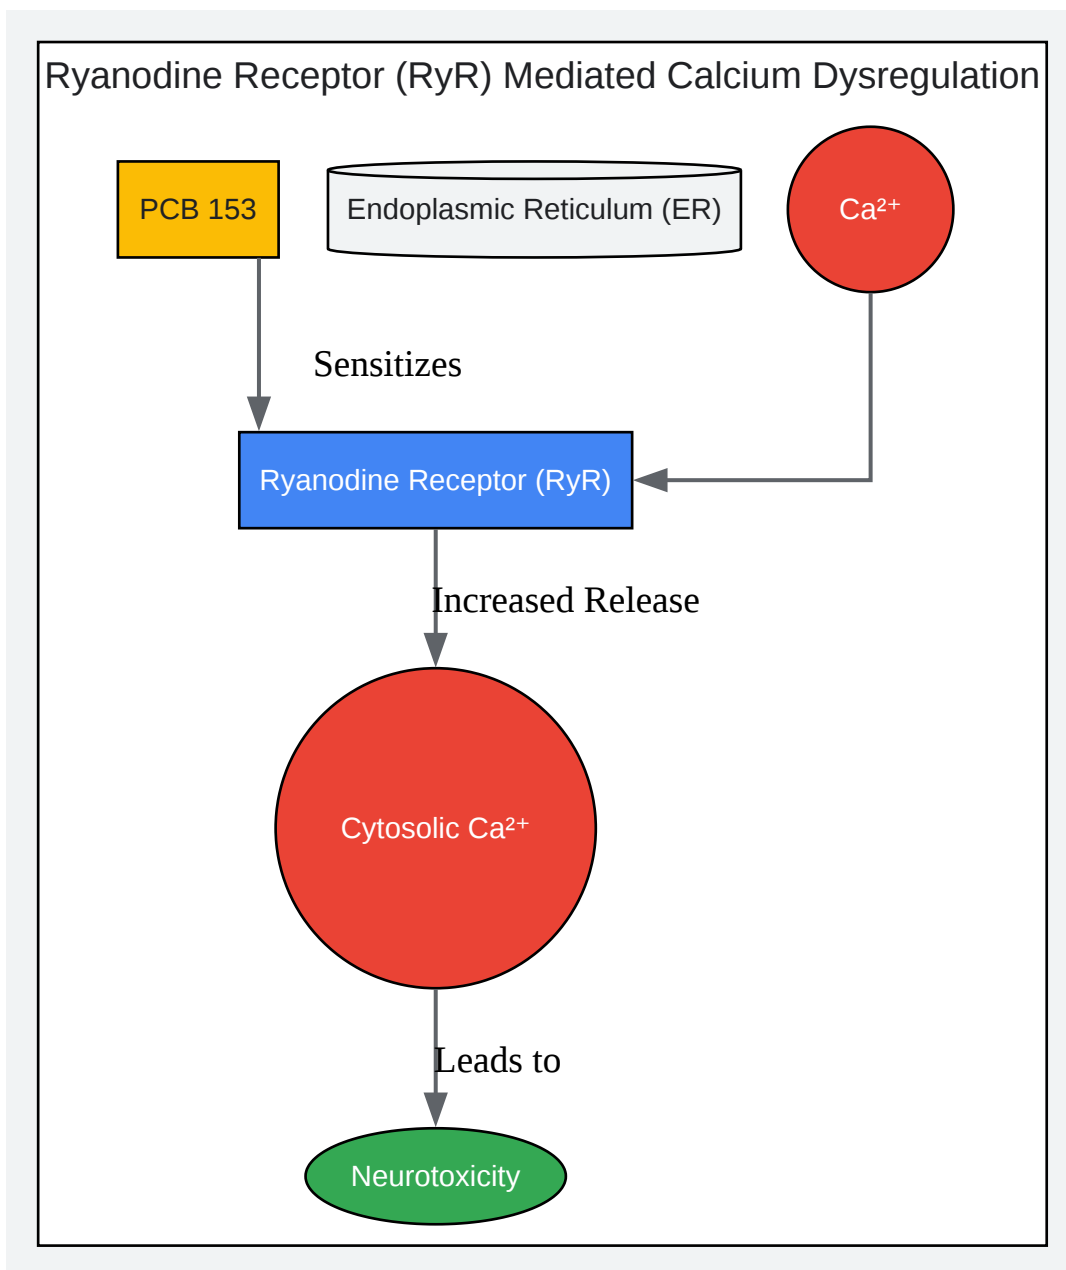 Ryanodine Receptor (RyR) Mediated Calcium Dysregulation
PCB 153
Endoplasmic Reticulum (ER)
Ca²⁺
Sensitizes
Ryanodine Receptor (RyR)
Increased Release
Cytosolic Ca²⁺
Leads to
Neurotoxicity